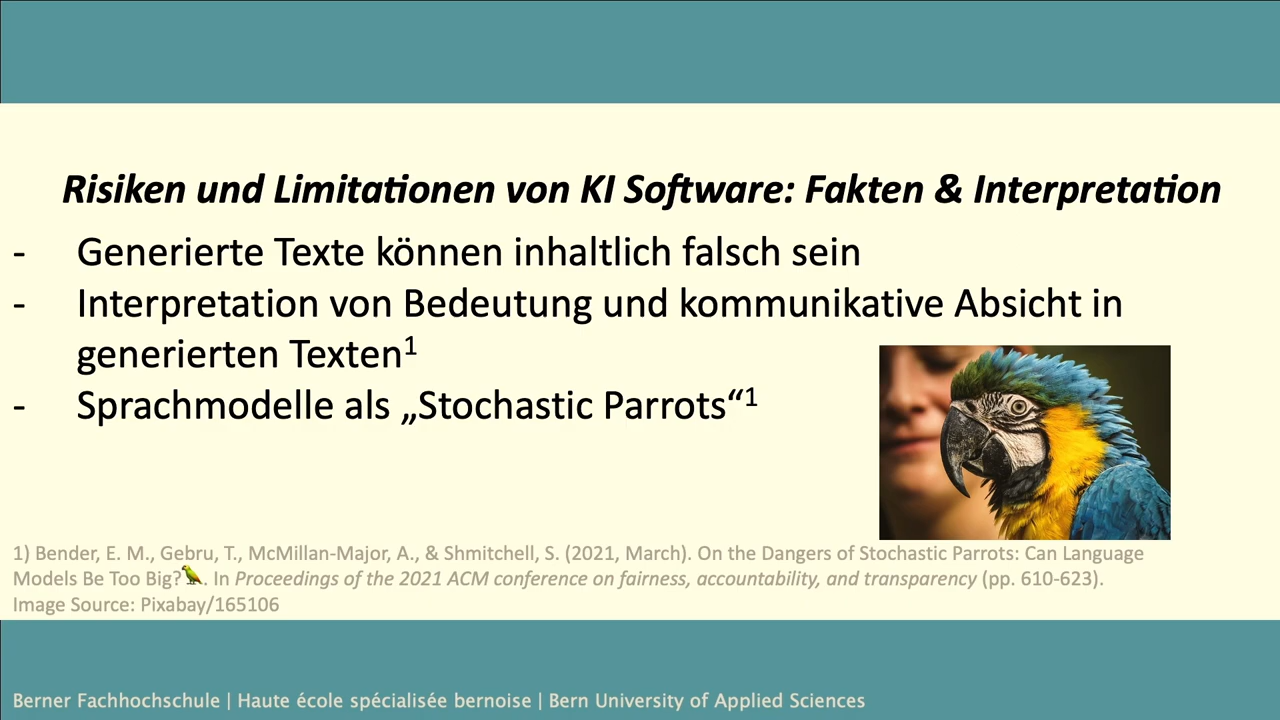 Risiken und Limitationen von KI Software: Fakten & Interpretation
- Generierte Texte können inhaltlich falsch sein
- Interpretation von Bedeutung und kommunikative Absicht in
generierten Texten1
- Sprachmodelle als „Stochastic Parrots“1
1) Bender, E. M., Gebru, T., McMillan-Major, A., & Shmitchell, S. (2021, March). On the Dangers of Stochastic Parrots: Can Language
Models Be Too Big?🦜. In Proceedings of the 2021 ACM conference on fairness, accountability, and transparency (pp. 610-623).
Image Source: Pixabay/165106
Berner Fachhochschule | Haute école spécialisée bernoise | Bern University of Applied Sciences